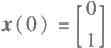 x(0) = [0
1]